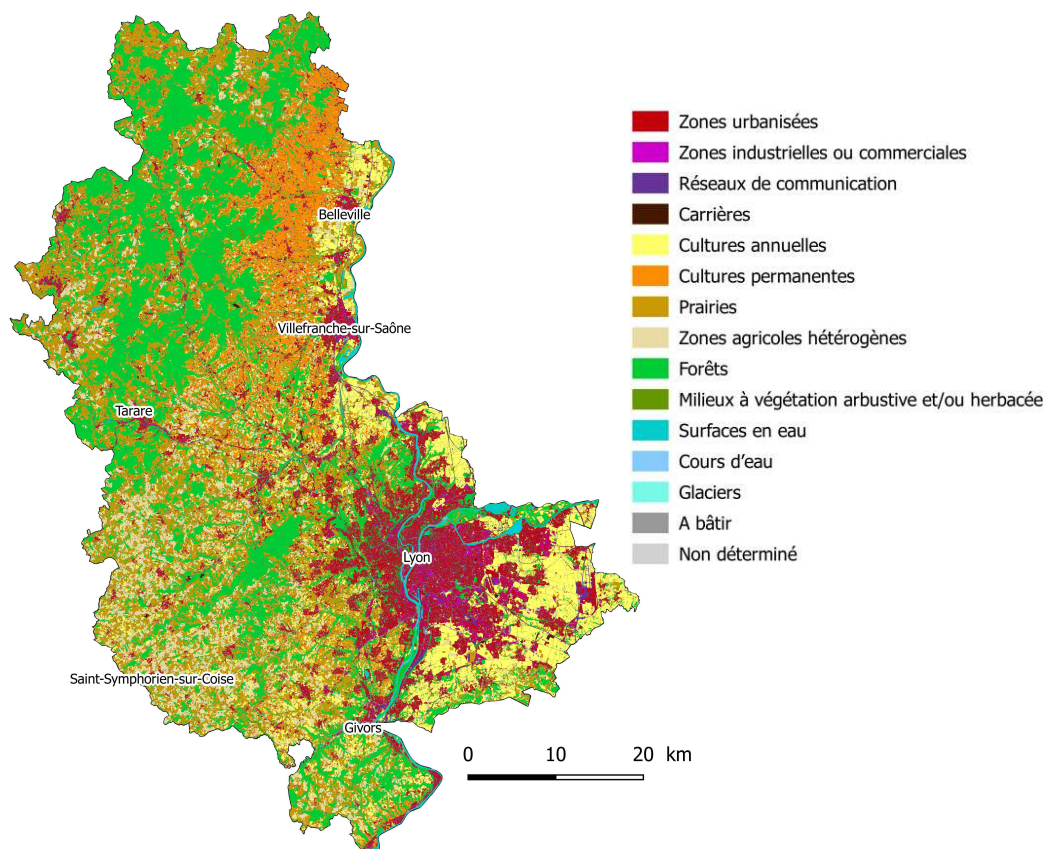 Zones urbanisées
Zones industrielles ou commerciales
Réseaux de communication
Carrières
Cultures annuelles
Cultures permanentes
Prairies
Zones agricoles hétérogènes
Forêts
Milieux à végétation arbustive et/ou herbacée
Surfaces en eau
Cours d'eau
Glaciers
A bâtir
Non déterminé
Belleville
Villefranche-sur-Saône
Tarare
Lyon
Saint-Symphorien-sur-Coise
Givors
0 10 20 km